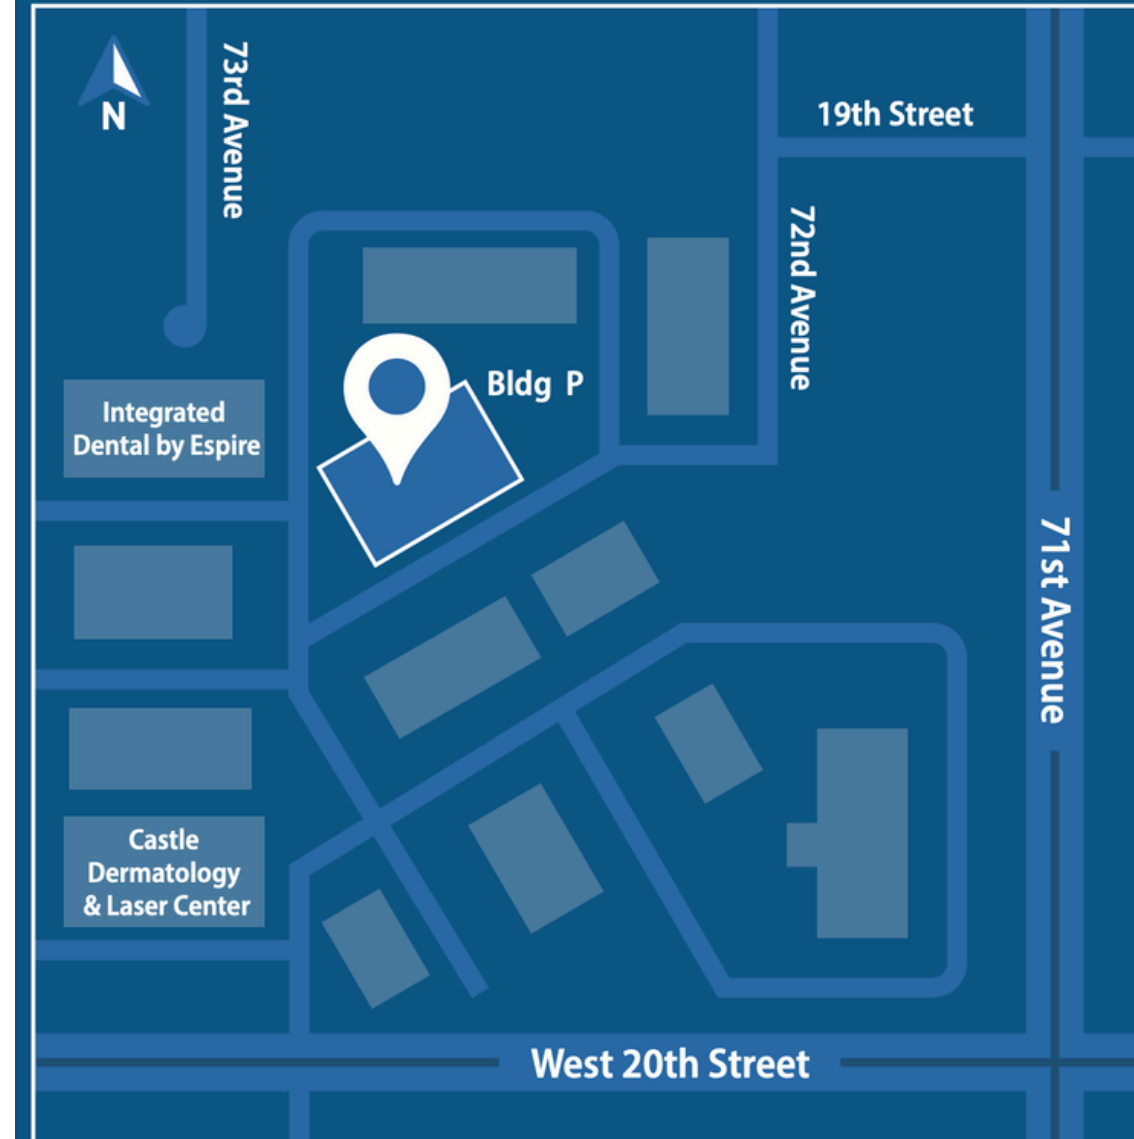 N
73rd Avenue
19th Street
72nd Avenue
Bldg P
Integrated
Dental by Espire
71st Avenue
Castle
Dermatology
& Laser Center
West 20th Street